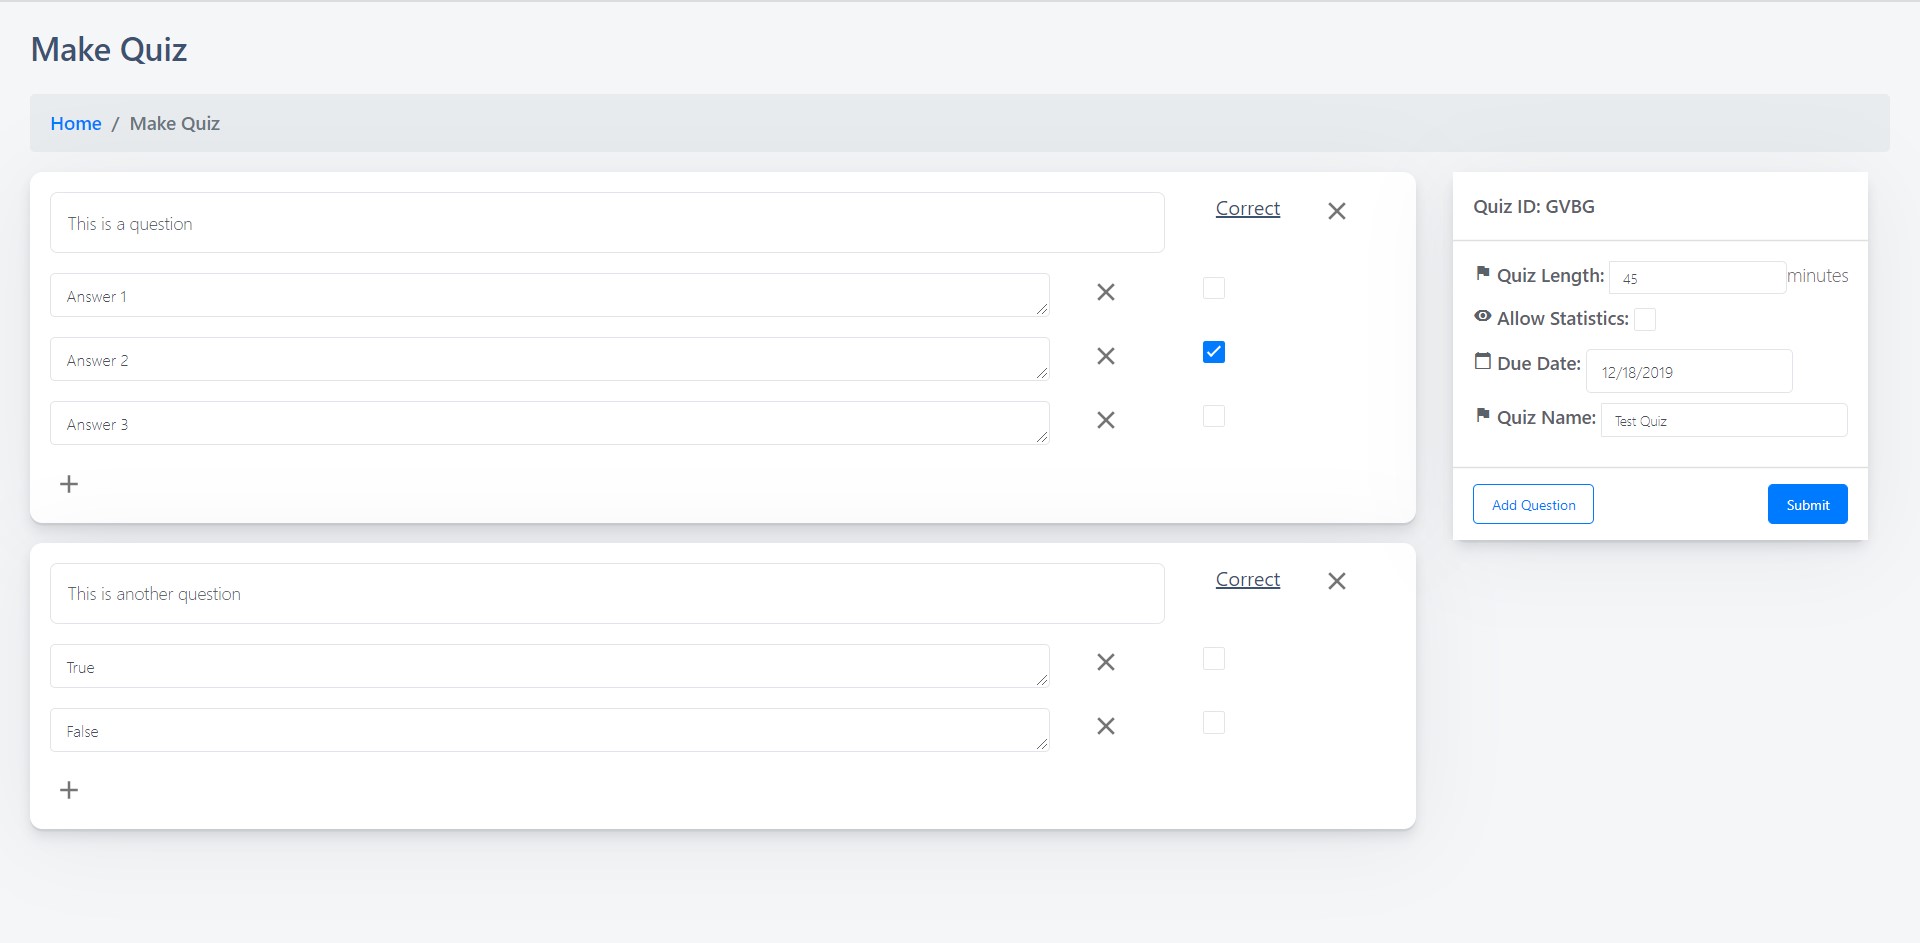 Make Quiz
Home / Make Quiz
This is a question
Correct
Answer 1
Answer 2
Answer 3
This is another question
Correct
True
False
Quiz ID: GVBG
Quiz Length: 45 minutes
Allow Statistics:
Due Date: 12/18/2019
Quiz Name: Test Quiz
Add Question
Submit